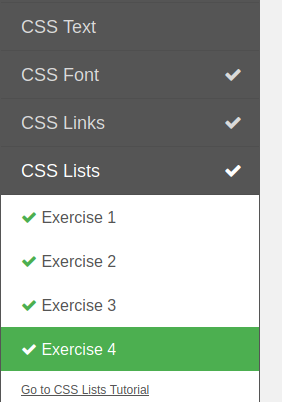 CSS Text
CSS Font
CSS Links
CSS Lists
Exercise 1
Exercise 2
Exercise 3
Exercise 4
Go to CSS Lists Tutorial